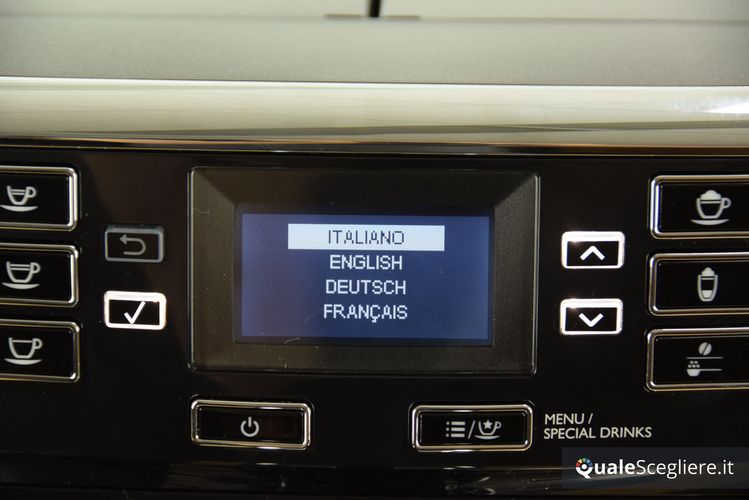 ITALIANO
ENGLISH
DEUTSCH
FRANÇAIS
MENU /
SPECIAL DRINKS
QualeScegliere.it